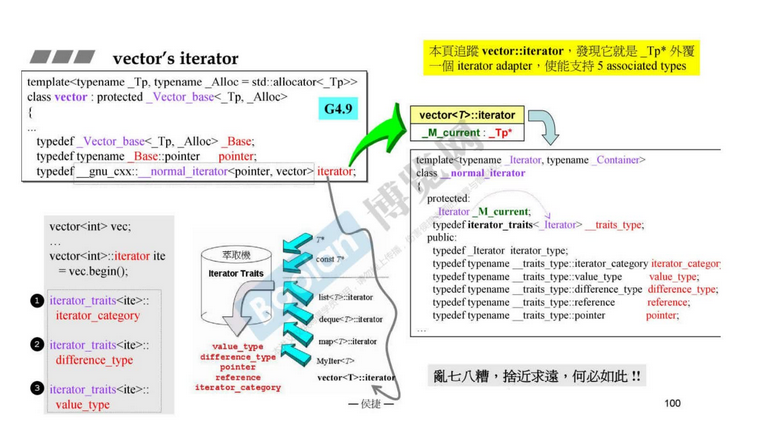 vector's iterator
template<typename _Tp, typename _Alloc = std::allocator<_Tp>>
class vector : protected _Vector_base<_Tp, _Alloc>
{
...
typedef _Vector_base<_Tp, _Alloc> _Base;
typedef typename _Base::pointer pointer;
typedef __gnu_cxx::__normal_iterator<pointer, vector> iterator;
G4.9
本頁追蹤 vector::iterator,發現它就是 _Tp* 外覆
一個 iterator adapter,使能支持 5 associated types
vector<T>::iterator
_M_current : _Tp*
template<typename _Iterator, typename _Container>
class __normal_iterator
{
protected:
_Iterator _M_current;
typedef iterator_traits<_Iterator> __traits_type;
public:
typedef _Iterator iterator_type;
typedef typename __traits_type::iterator_category iterator_category
typedef typename __traits_type::value_type value_type;
typedef typename __traits_type::difference_type difference_type;
typedef typename __traits_type::reference reference;
typedef typename __traits_type::pointer pointer;
...
vector<int> vec;
…
vector<int>::iterator ite
= vec.begin();
1 iterator_traits<ite>::
iterator_category
2 iterator_traits<ite>::
difference_type
3 iterator_traits<ite>::
value_type
萃取機
Iterator Traits
T*
const T*
list<T>::iterator
deque<T>::iterator
map<T>::iterator
MyIter<T>
vector<T>::iterator
value_type
difference_type
pointer
reference
iterator_category
Boolan 博览网
亂七八糟,捨近求遠,何必如此 !!
— 侯捷 —
100